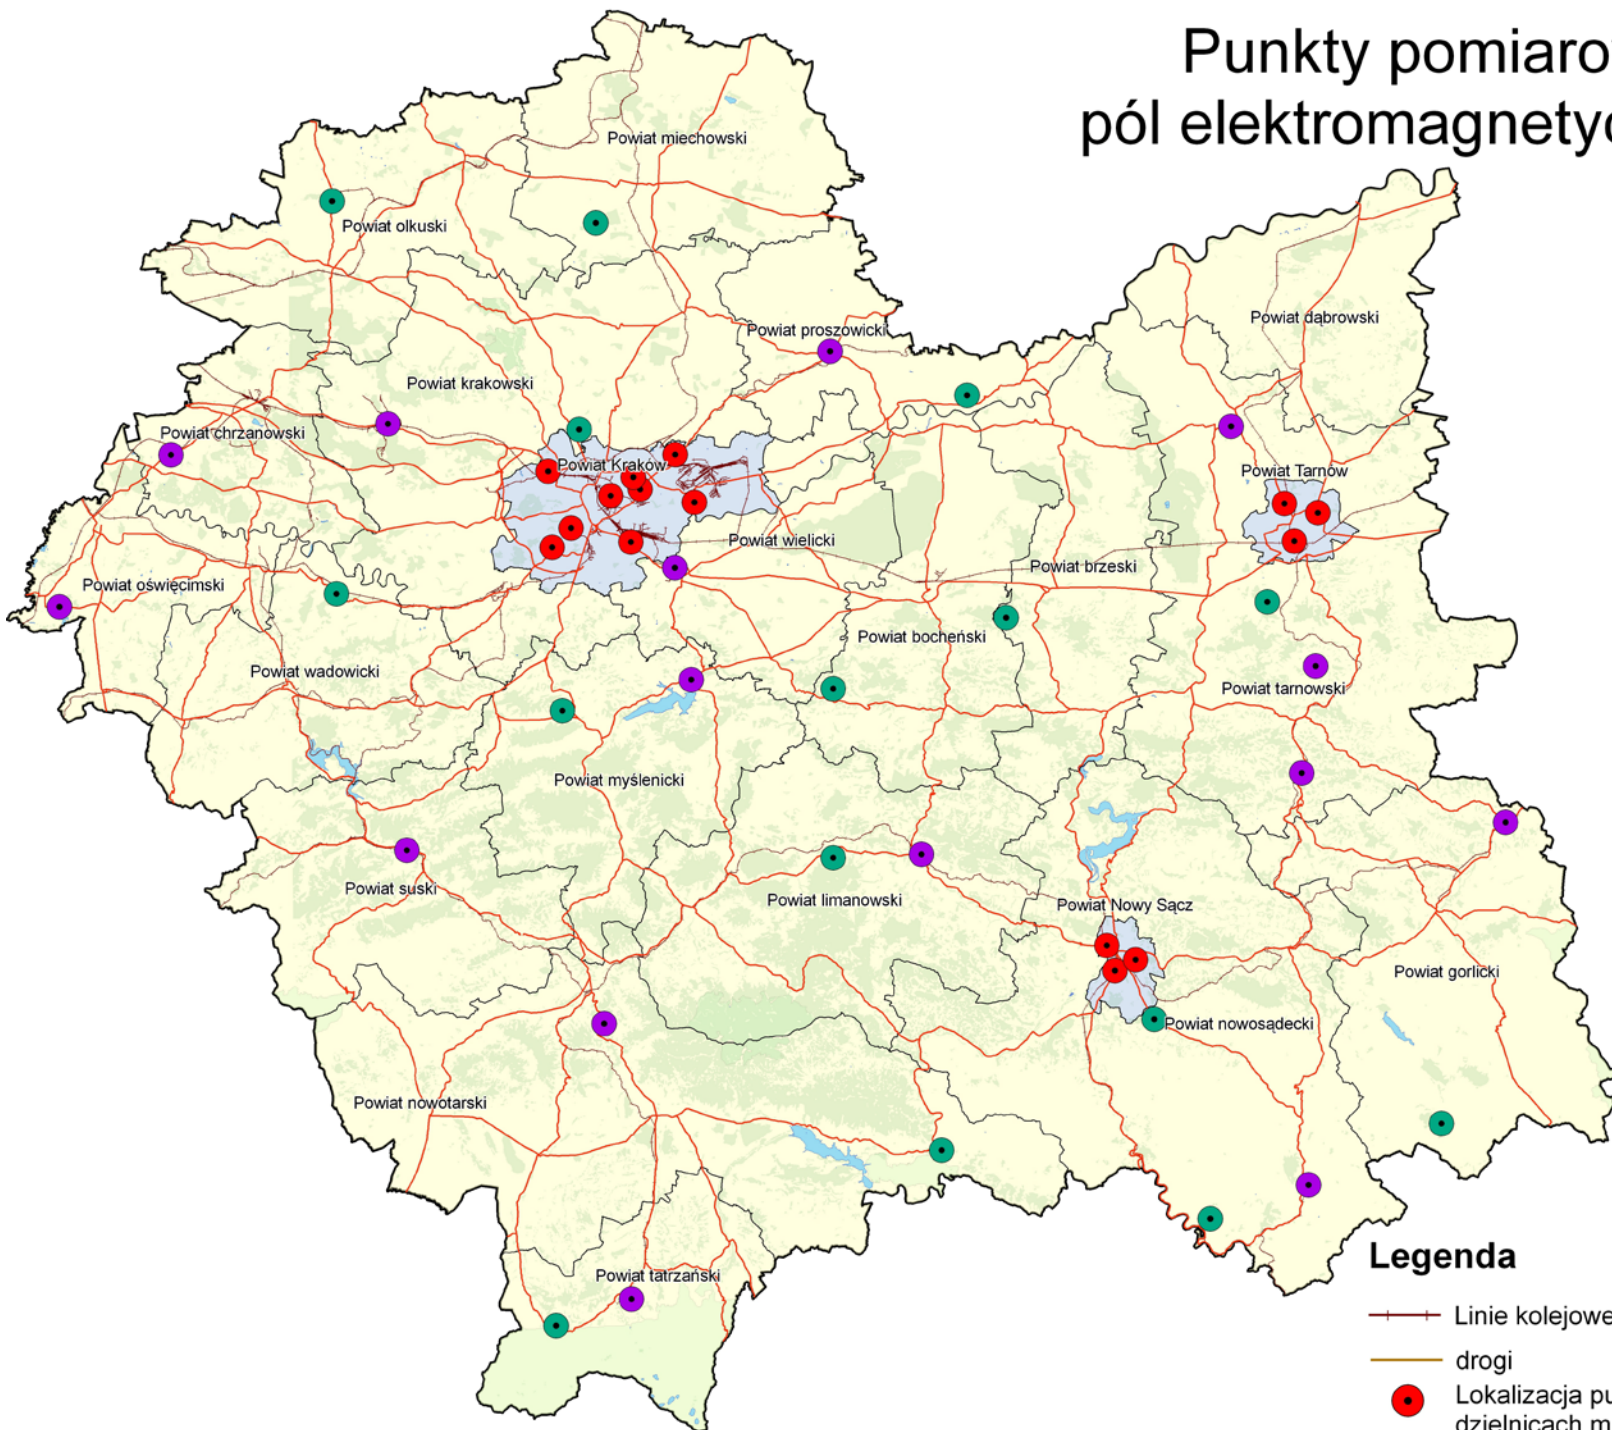 Punkty pomiaro
pól elektromagnetyc
Powiat miechowski
Powiat olkuski
Powiat dąbrowski
Powiat proszowicki
Powiat krakowski
Powiat chrzanowski
Powiat Kraków
Powiat Tarnów
Powiat wielicki
Powiat brzeski
Powiat oświęcimski
Powiat bocheński
Powiat wadowicki
Powiat tarnowski
Powiat myślenicki
Powiat suski
Powiat limanowski
Powiat Nowy Sącz
Powiat gorlicki
Powiat nowosądecki
Powiat nowotarski
Powiat tatrzański
Legenda
Linie kolejowe
drogi
Lokalizacja pu
dzielnicach m